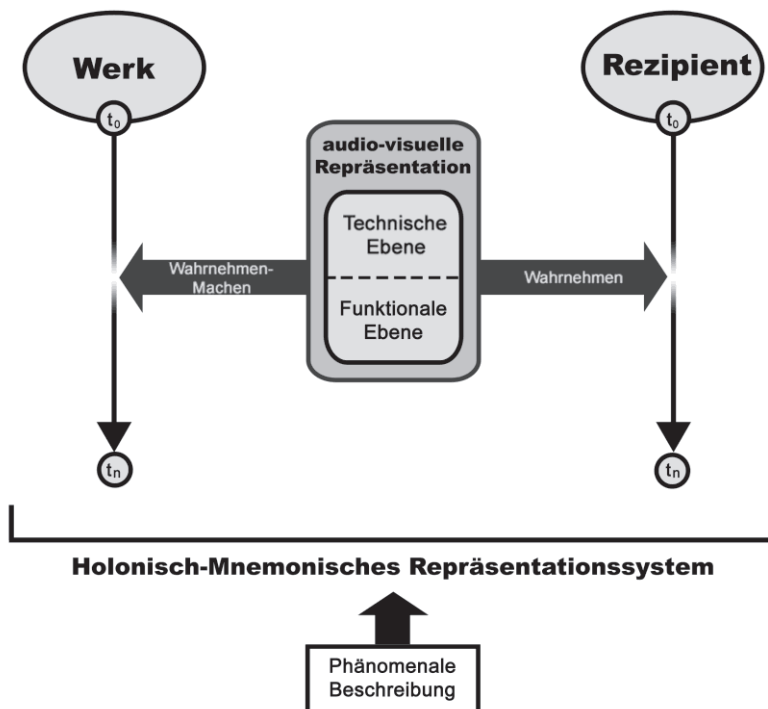 Werk
Rezipient
t0
t0
audio-visuelle
Repräsentation
Technische
Ebene
Wahrnehmen-
Machen
Wahrnehmen
Funktionale
Ebene
tn
tn
Holonisch-Mnemonisches Repräsentationssystem
Phänomenale
Beschreibung